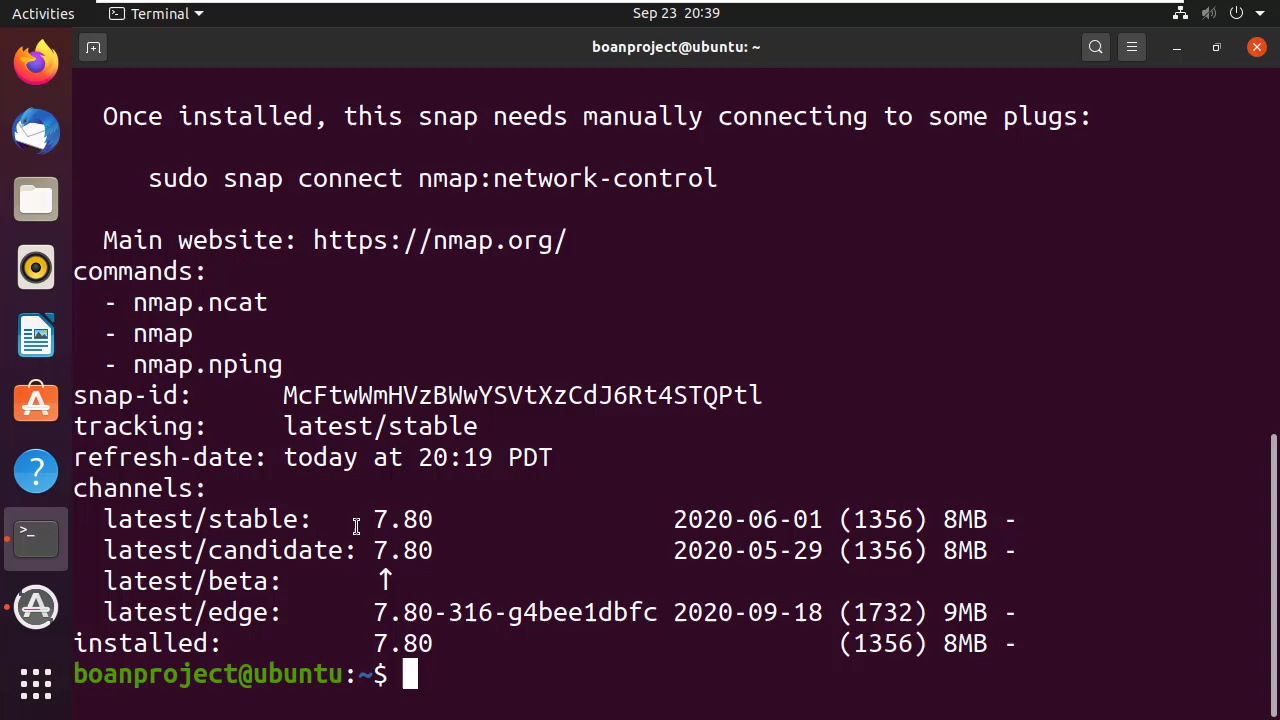 Activities
Terminal
Sep 23 20:39
boanproject@ubuntu: ~
Once installed, this snap needs manually connecting to some plugs:
sudo snap connect nmap:network-control
Main website: https://nmap.org/
commands:
- nmap.ncat
- nmap
- nmap.nping
snap-id: McFtwWmHVzBWwYSVtXzCdJ6Rt4STQPtl
tracking: latest/stable
refresh-date: today at 20:19 PDT
channels:
latest/stable: 7.80 2020-06-01 (1356) 8MB -
latest/candidate: 7.80 2020-05-29 (1356) 8MB -
latest/beta: ↑
latest/edge: 7.80-316-g4bee1dbfc 2020-09-18 (1732) 9MB -
installed: 7.80 (1356) 8MB -
boanproject@ubuntu:~$